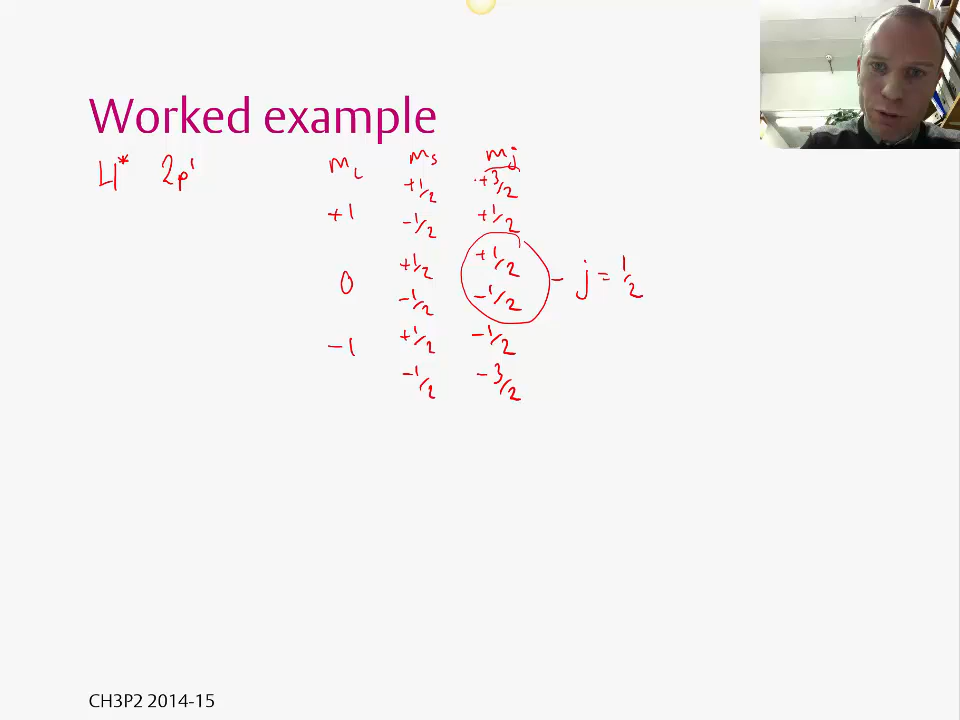 Worked example
Li* 2p¹
m_L m_s m_j
+1/2 +3/2
+1 -1/2 +1/2
+1/2 +1/2
0 -1/2 -1/2
- j = 1/2
-1 +1/2 -1/2
-1/2 -3/2
CH3P2 2014-15